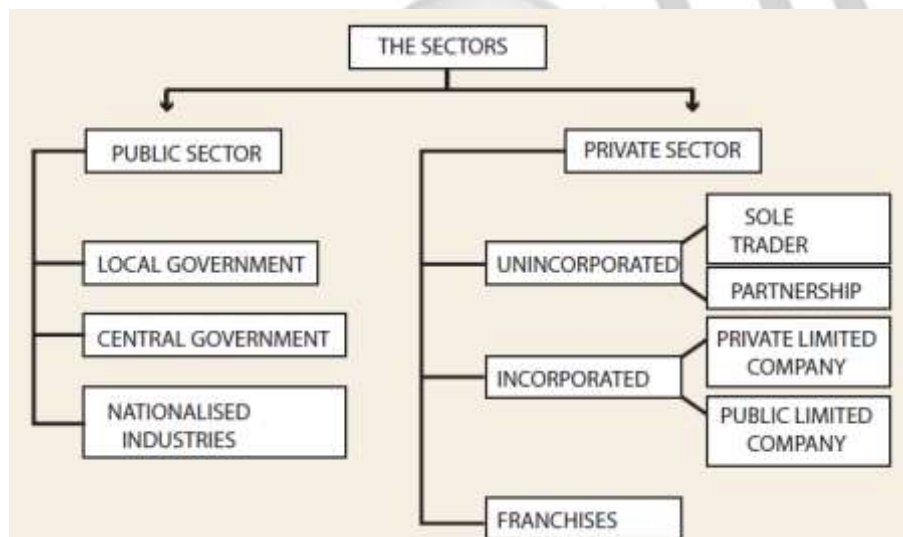 THE SECTORS
PUBLIC SECTOR
LOCAL GOVERNMENT
CENTRAL GOVERNMENT
NATIONALISED
INDUSTRIES
PRIVATE SECTOR
UNINCORPORATED
SOLE
TRADER
PARTNERSHIP
INCORPORATED
PRIVATE LIMITED
COMPANY
PUBLIC LIMITED
COMPANY
FRANCHISES